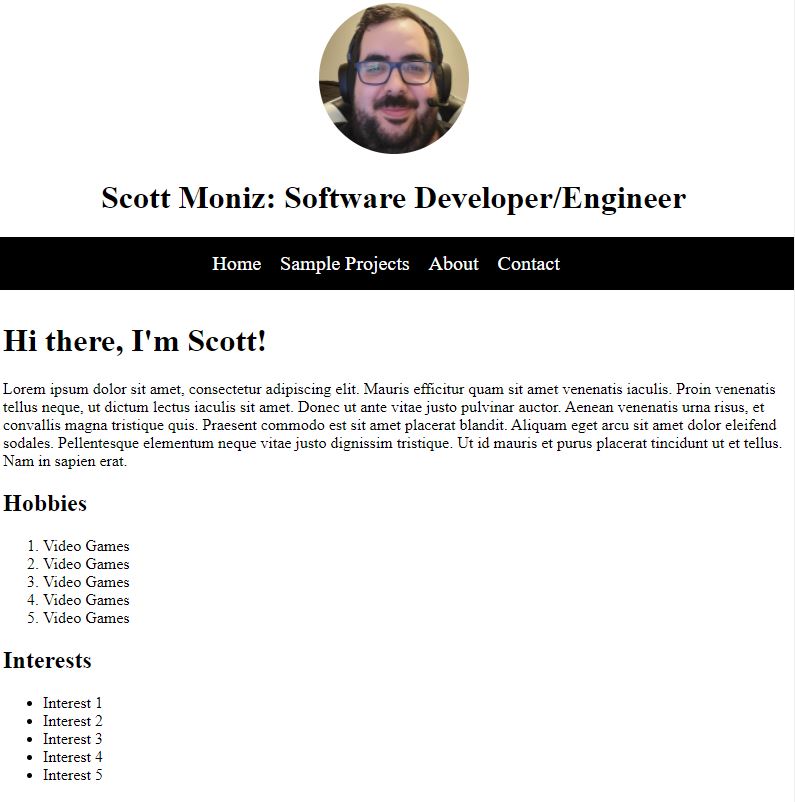 Scott Moniz: Software Developer/Engineer
Home Sample Projects About Contact
Hi there, I'm Scott!
Lorem ipsum dolor sit amet, consectetur adipiscing elit. Mauris efficitur quam sit amet venenatis iaculis. Proin venenatis
tellus neque, ut dictum lectus iaculis sit amet. Donec ut ante vitae justo pulvinar auctor. Aenean venenatis urna risus, et
convallis magna tristique quis. Praesent commodo est sit amet placerat blandit. Aliquam eget arcu sit amet dolor eleifend
sodales. Pellentesque elementum neque vitae justo dignissim tristique. Ut id mauris et purus placerat tincidunt ut et tellus.
Nam in sapien erat.
Hobbies
1. Video Games
2. Video Games
3. Video Games
4. Video Games
5. Video Games
Interests
• Interest 1
• Interest 2
• Interest 3
• Interest 4
• Interest 5